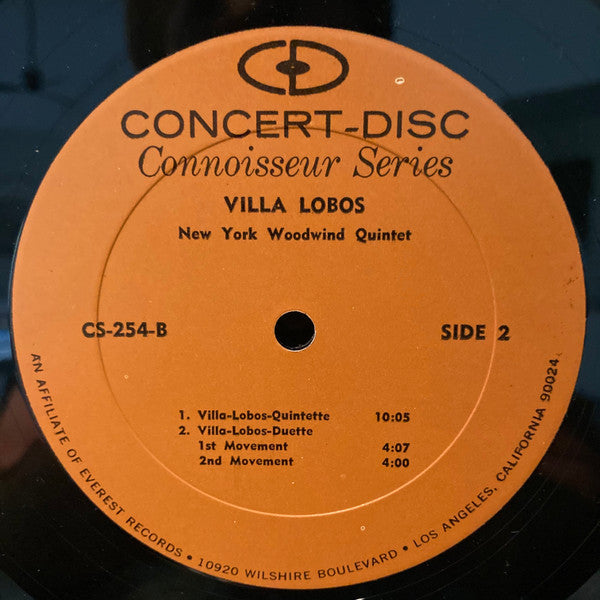 CD
CONCERT-DISC
Connoisseur Series
VILLA LOBOS
New York Woodwind Quintet
CS-254-B
SIDE 2
1. Villa-Lobos-Quintette 10:05
2. Villa-Lobos-Duette
1st Movement 4:07
2nd Movement 4:00
AN AFFILIATE OF EVEREST RECORDS • 10920 WILSHIRE BOULEVARD • LOS ANGELES, CALIFORNIA 90024